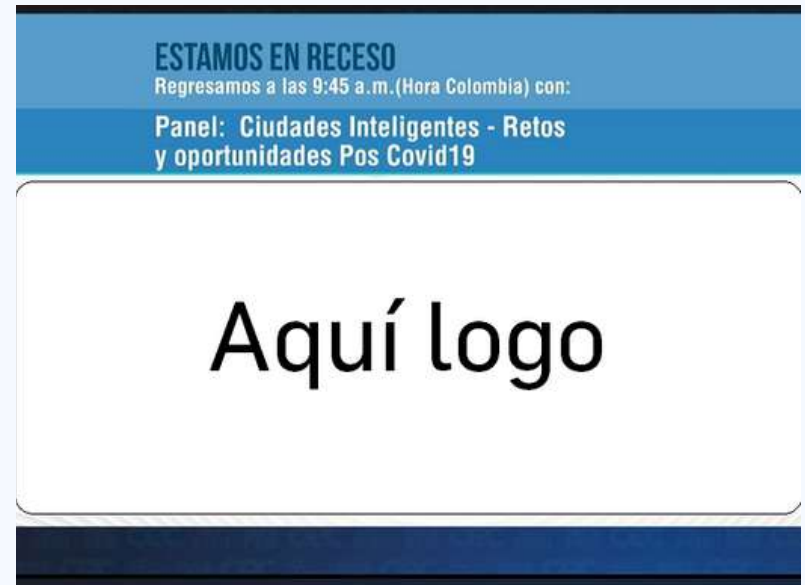 ESTAMOS EN RECESO
Regresamos a las 9:45 a.m.(Hora Colombia) con:
Panel: Ciudades Inteligentes - Retos
y oportunidades Pos Covid19
Aquí logo